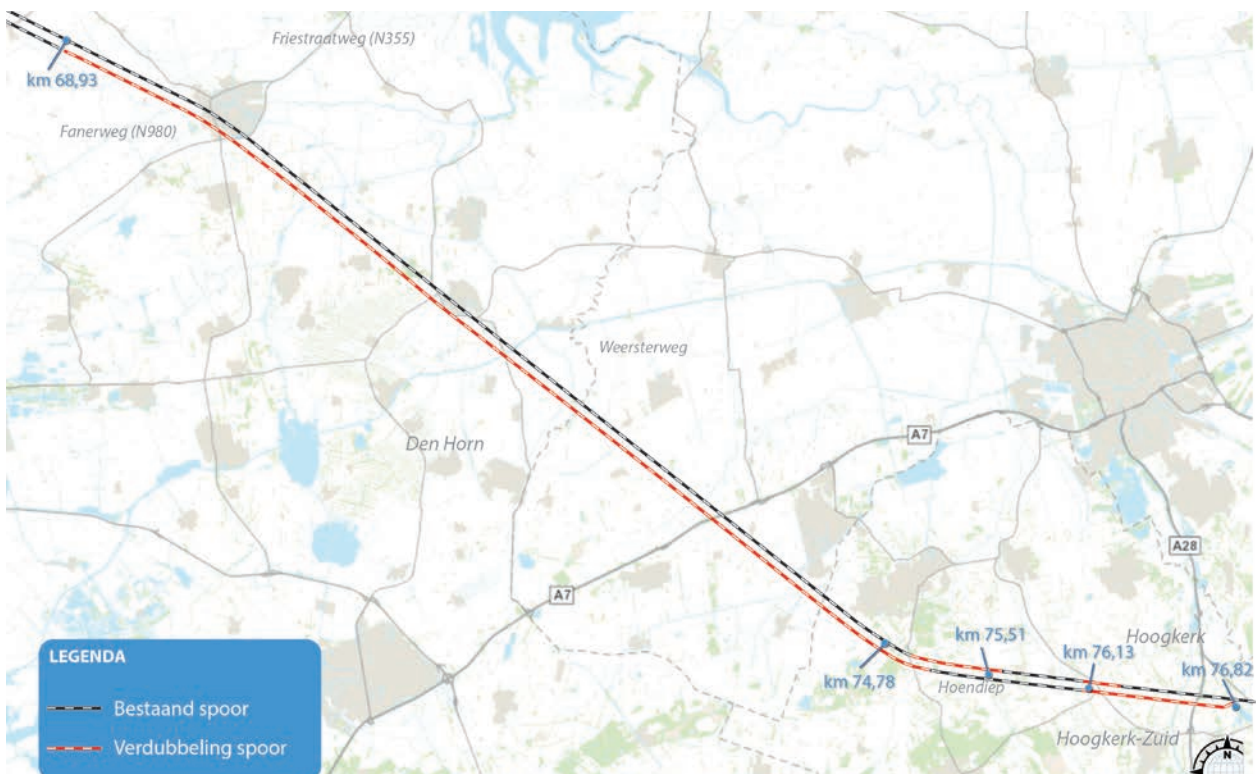 Friestraatweg (N355)
km 68,93
Fanerweg (N980)
Weersterweg
Den Horn
A7
A28
A7
km 75,51
km 76,13
Hoogkerk
km 76,82
km 74,78
Hoendiep
Hoogkerk-Zuid
LEGENDA
Bestaand spoor
Verdubbeling spoor
N